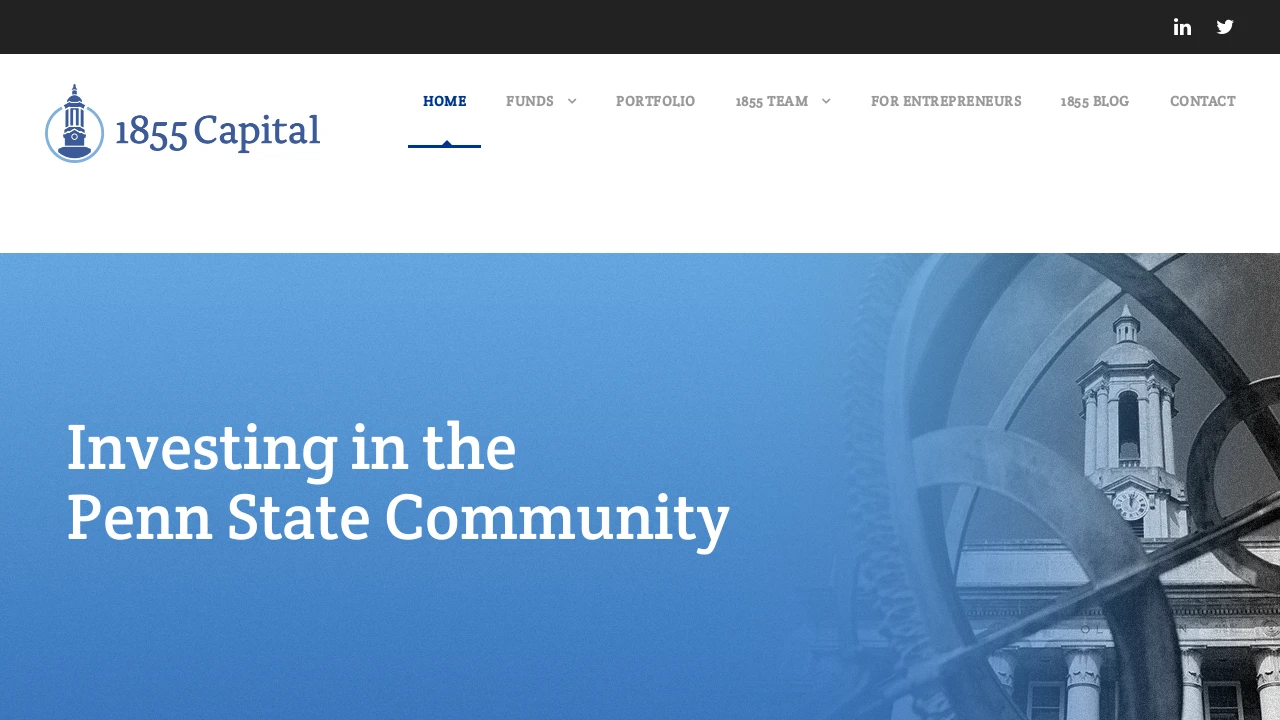 1855 Capital
HOME
FUNDS
PORTFOLIO
1855 TEAM
FOR ENTREPRENEURS
1855 BLOG
CONTACT
Investing in the
Penn State Community